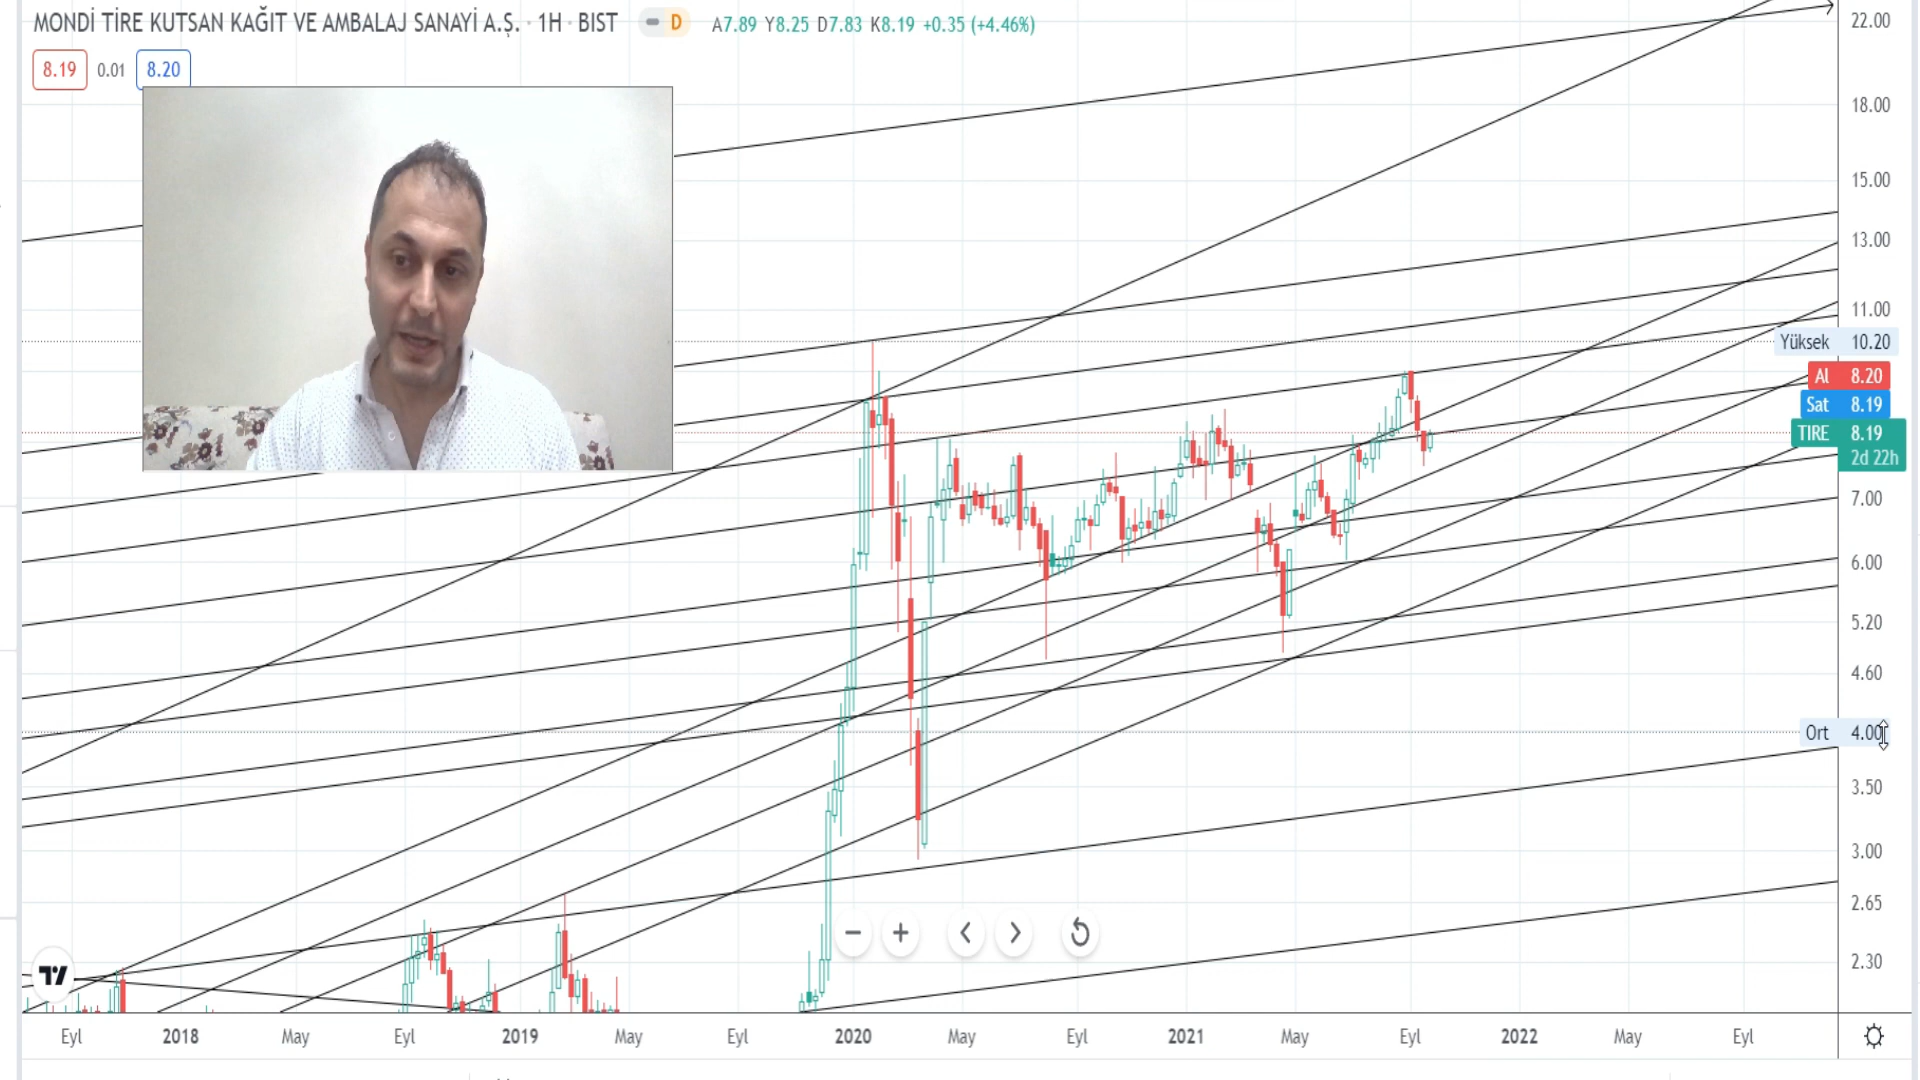 MONDİ TİRE KUTSAN KAĞIT VE AMBALAJ SANAYİ A.Ş. · 1H · BIST D A7.89 Y8.25 D7.83 K8.19 +0.35 (+4.46%)
8.19 0.01 8.20
22.00
18.00
15.00
13.00
11.00
Yüksek 10.20
Al 8.20
Sat 8.19
TIRE 8.19
2d 22h
7.00
6.00
5.20
4.60
Ort 4.00
3.50
3.00
2.65
2.30
Eyl 2018 May Eyl 2019 May Eyl 2020 May Eyl 2021 May Eyl 2022 May Eyl